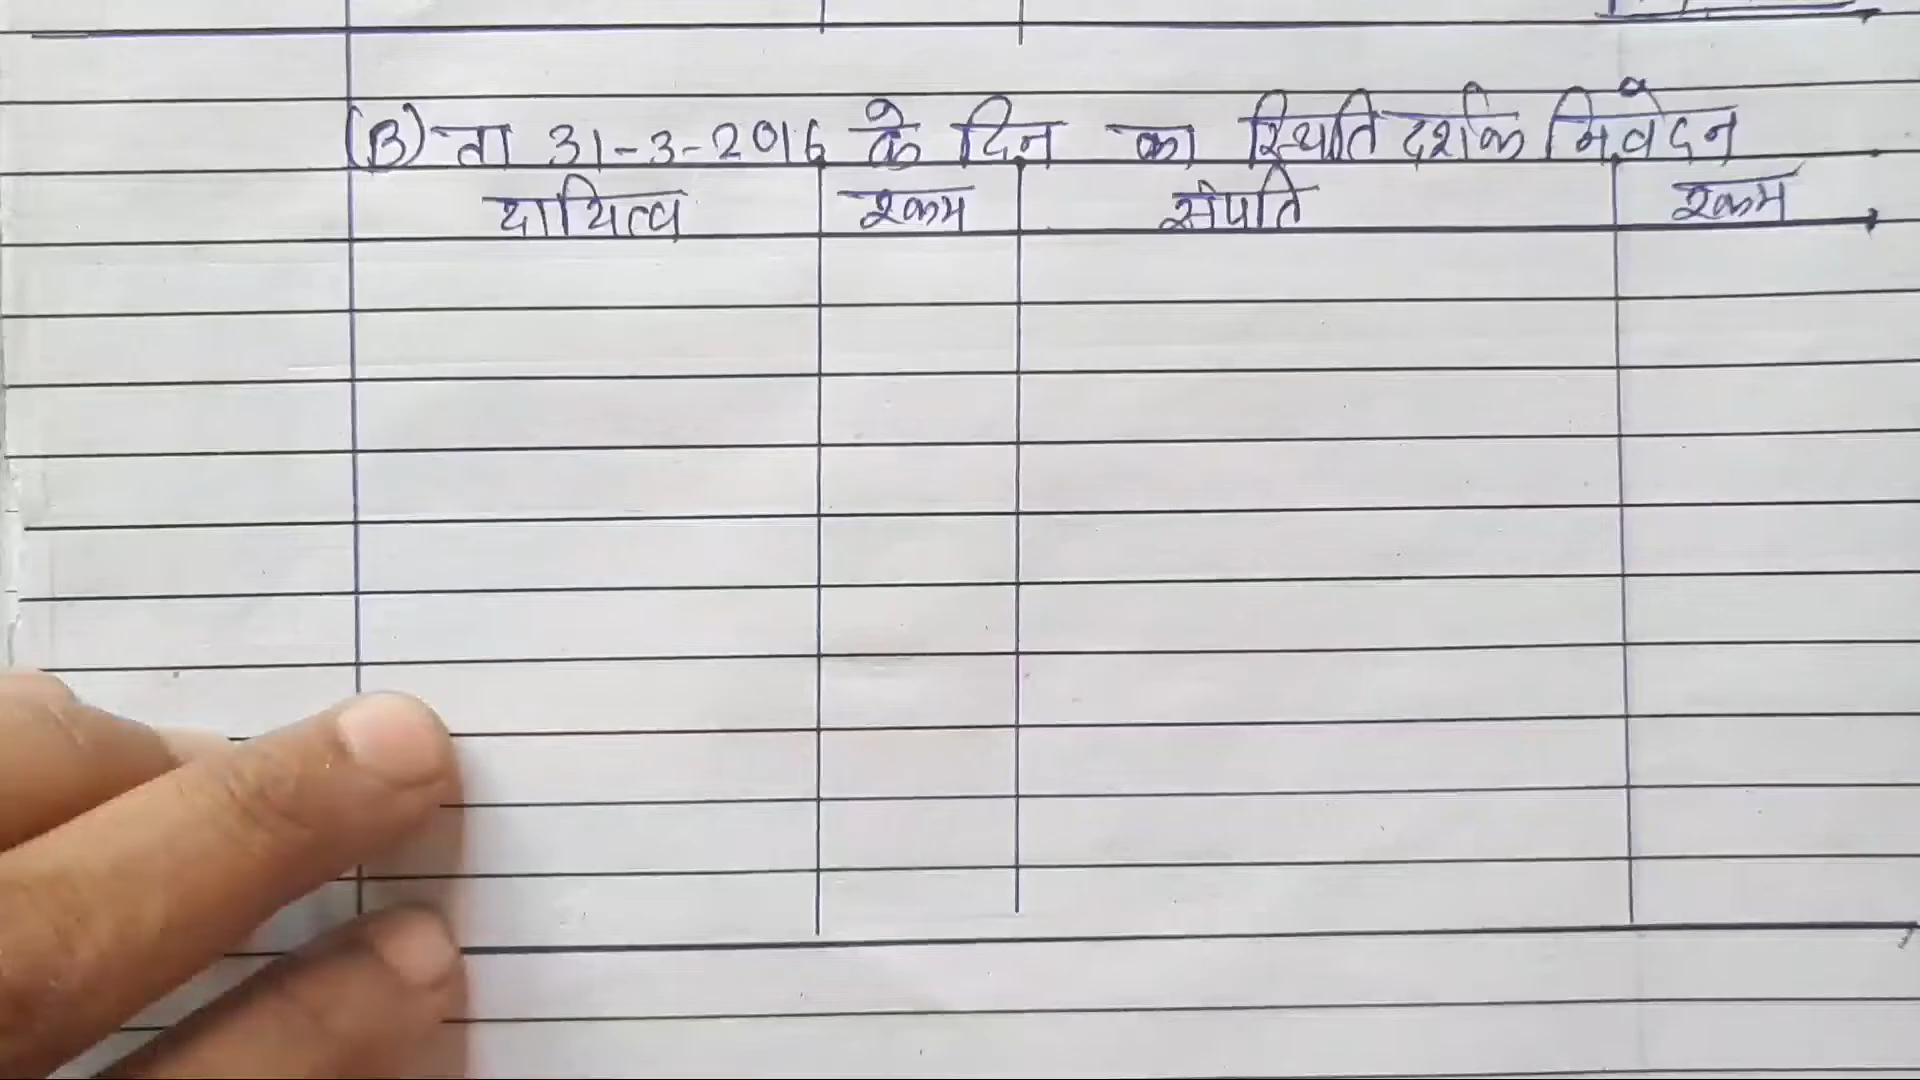 (B) ता 31-3-2016 के दिन का स्थिति दर्शक निवेदन
दायित्व रकम संपति रकम